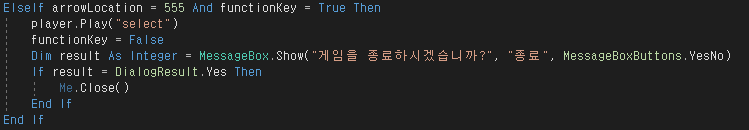 ElseIf arrowLocation = 555 And functionKey = True Then
player.Play("select")
functionKey = False
Dim result As Integer = MessageBox.Show("게임을 종료하시겠습니까?", "종료", MessageBoxButtons.YesNo)
If result = DialogResult.Yes Then
Me.Close()
End If
End If